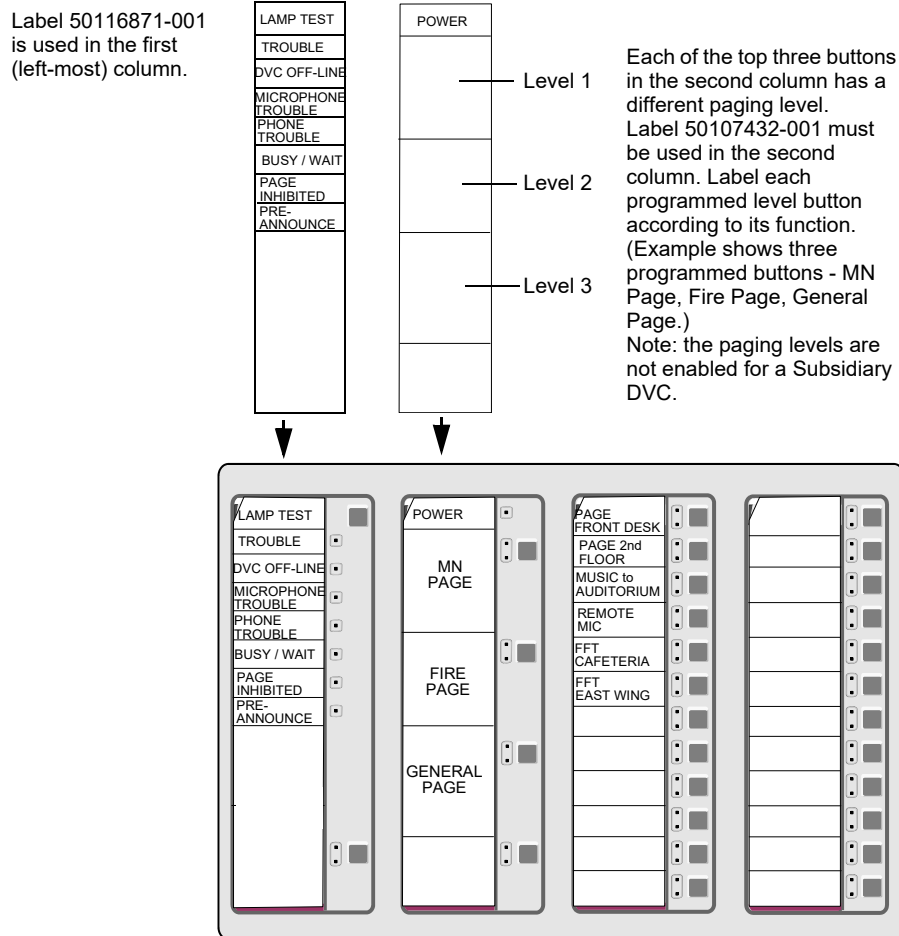 Label 50116871-001
is used in the first
(left-most) column.
LAMP TEST
TROUBLE
DVC OFF-LINE
MICROPHONE
TROUBLE
PHONE
TROUBLE
BUSY / WAIT
PAGE
INHIBITED
PRE-
ANNOUNCE
POWER
Level 1
Level 2
Level 3
Each of the top three buttons
in the second column has a
different paging level.
Label 50107432-001 must
be used in the second
column. Label each
programmed level button
according to its function.
(Example shows three
programmed buttons - MN
Page, Fire Page, General
Page.)
Note: the paging levels are
not enabled for a Subsidiary
DVC.
LAMP TEST
TROUBLE
DVC OFF-LINE
MICROPHONE
TROUBLE
PHONE
TROUBLE
BUSY / WAIT
PAGE
INHIBITED
PRE-
ANNOUNCE
POWER
MN
PAGE
FIRE
PAGE
GENERAL
PAGE
PAGE
FRONT DESK
PAGE 2nd
FLOOR
MUSIC to
AUDITORIUM
REMOTE
MIC
FFT
CAFETERIA
FFT
EAST WING